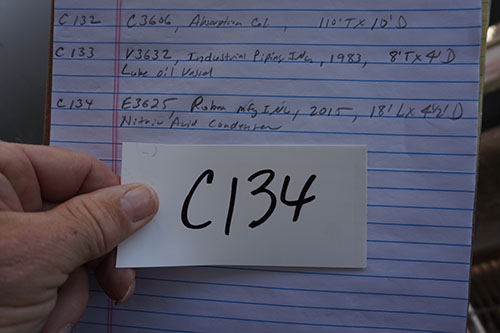 C132 C3606, Absorption Col. 110'T x 10'D
C133 V3632, Industrial Piping Inc, 1983, 8'T x 4'D
Lube Oil Vessel
C134 E3625, Mfg Inc, 2015, 18'L x 4½'D
Nitric Acid Condenser
C134